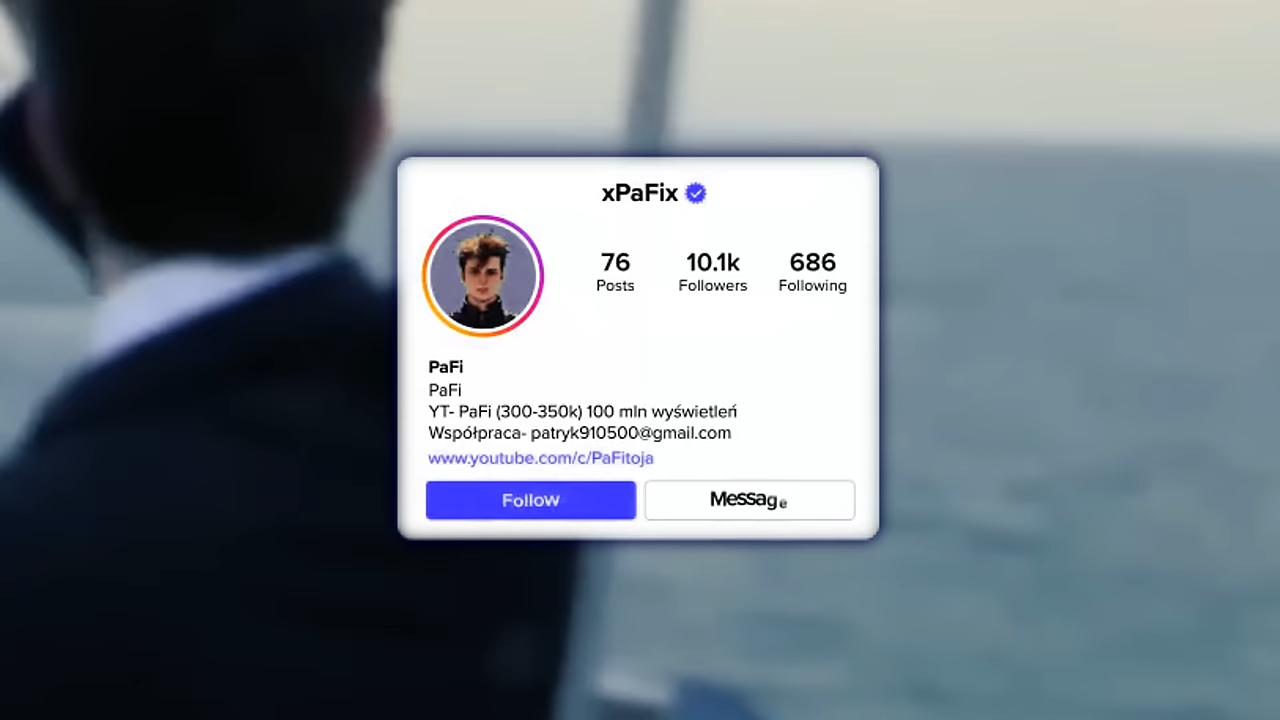 xPaFix
76 10.1k 686
Posts Followers Following
PaFi
PaFi
YT- PaFi (300-350k) 100 mln wyświetleń
Współpraca- patryk910500@gmail.com
www.youtube.com/c/PaFitoja
Follow Message